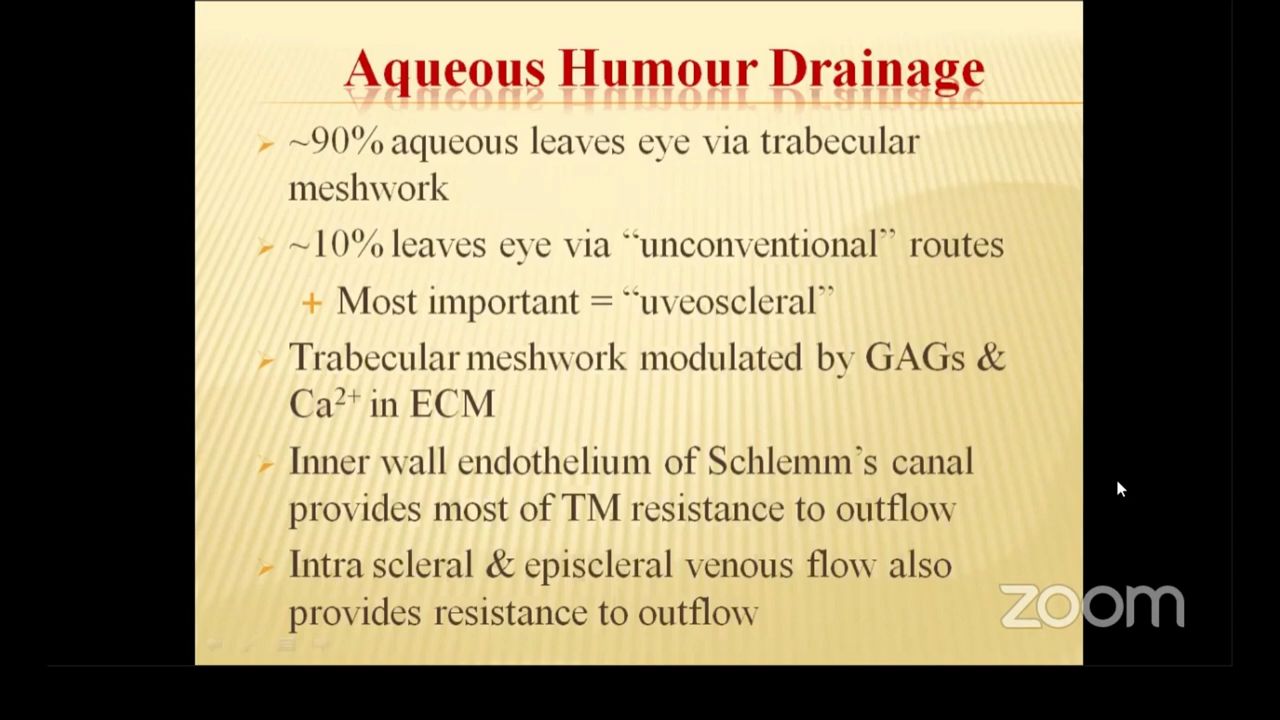 Aqueous Humour Drainage
~90% aqueous leaves eye via trabecular
meshwork
~10% leaves eye via “unconventional” routes
Most important = “uveoscleral”
Trabecular meshwork modulated by GAGs &
Ca²⁺ in ECM
Inner wall endothelium of Schlemm’s canal
provides most of TM resistance to outflow
Intra scleral & episcleral venous flow also
provides resistance to outflow
zoom